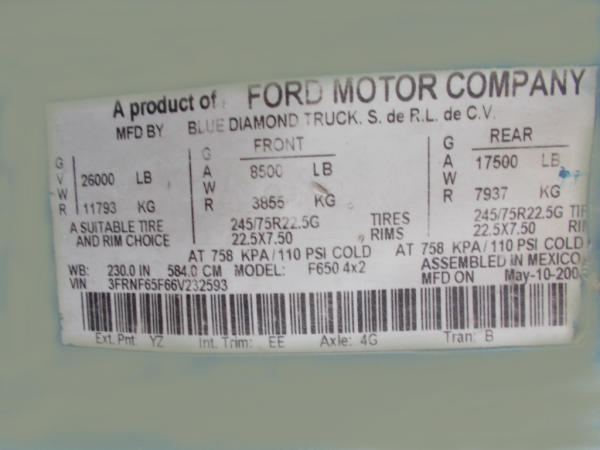 A product of FORD MOTOR COMPANY
MFD BY BLUE DIAMOND TRUCK. S. de R.L. de C.V.
GVWR 26000 LB
11793 KG
FRONT
GAWR 8500 LB
3855 KG
REAR
GAWR 17500 LB
7937 KG
A SUITABLE TIRE 245/75R22.5G TIRES 245/75R22.5G
AND RIM CHOICE 22.5X7.50 RIMS 22.5X7.50
AT 758 KPA/110 PSI COLD AT 758 KPA/110 PSI COLD
WB: 230.0 IN 584.0 CM MODEL: F650 4x2 ASSEMBLED IN MEXICO
VIN 3FRNF65F66V232593 MFD ON May-10-200
Ext. Pnt: YZ Int. Trim: EE Axle: 4G Tran: B